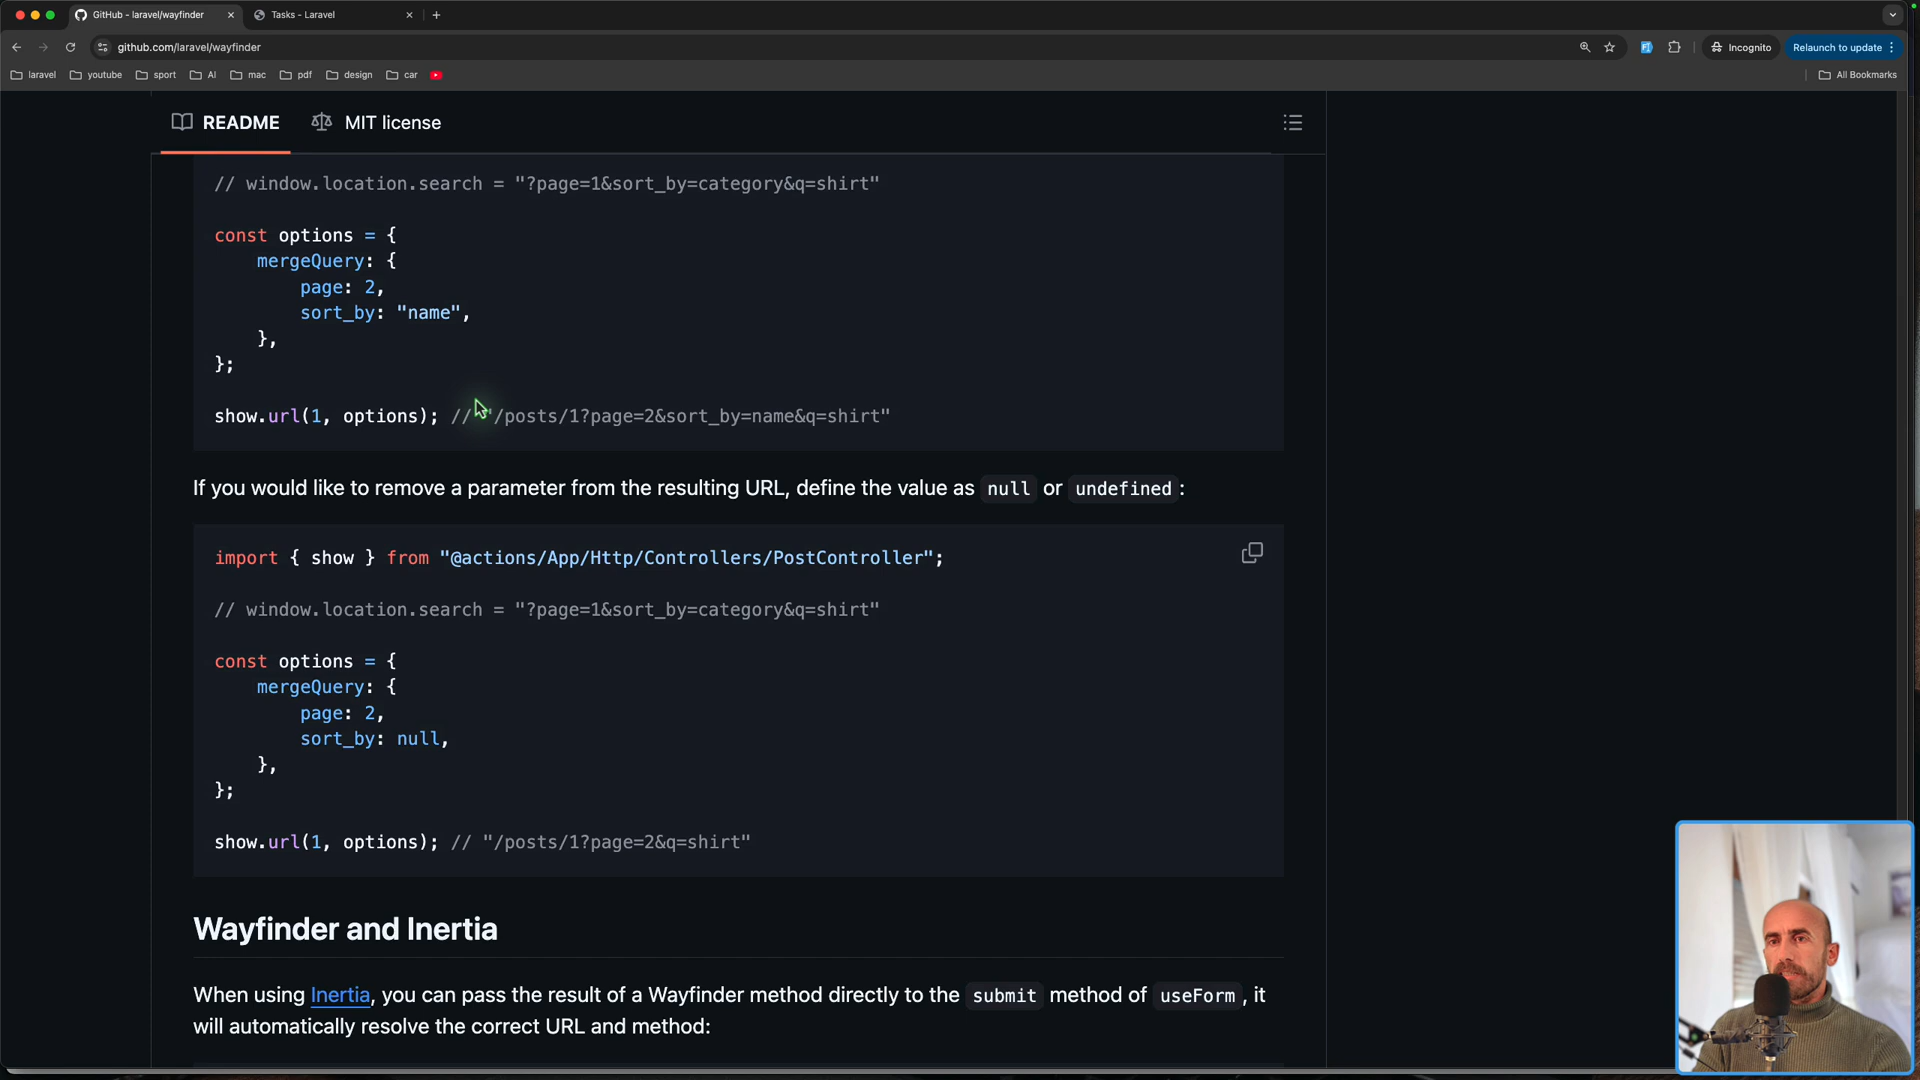 GitHub - laravel/wayfinder
Tasks - Laravel
github.com/laravel/wayfinder
Incognito
Relaunch to update
laravel
youtube
sport
AI
mac
pdf
design
car
All Bookmarks
README
MIT license
// window.location.search = "?page=1&sort_by=category&q=shirt"
const options = {
mergeQuery: {
page: 2,
sort_by: "name",
},
};
show.url(1, options); // "/posts/1?page=2&sort_by=name&q=shirt"
If you would like to remove a parameter from the resulting URL, define the value as null or undefined:
import { show } from "@actions/App/Http/Controllers/PostController";
// window.location.search = "?page=1&sort_by=category&q=shirt"
const options = {
mergeQuery: {
page: 2,
sort_by: null,
},
};
show.url(1, options); // "/posts/1?page=2&q=shirt"
Wayfinder and Inertia
When using Inertia, you can pass the result of a Wayfinder method directly to the submit method of useForm, it
will automatically resolve the correct URL and method: